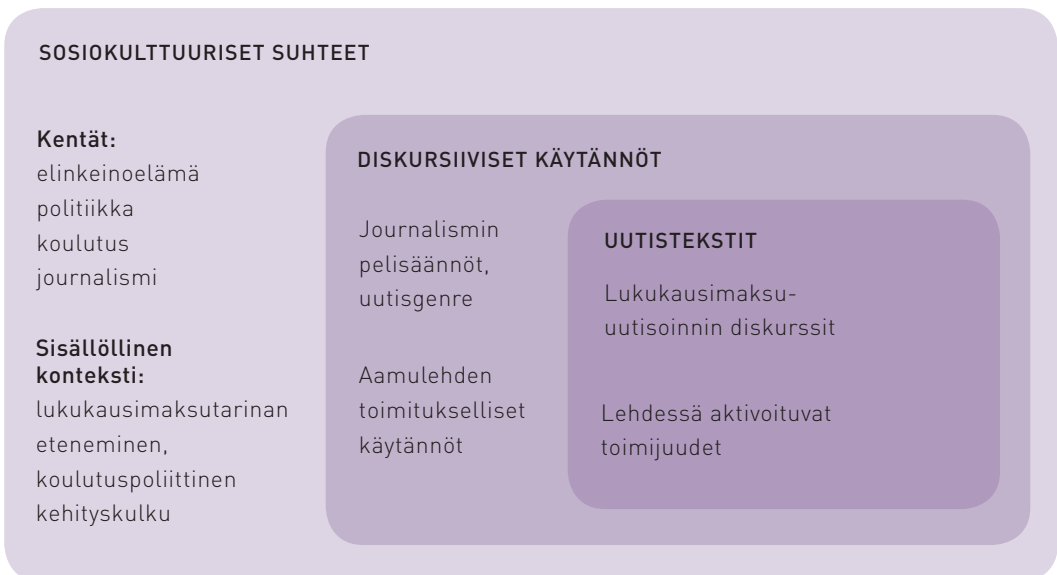 SOSIOKULTTUURISET SUHTEET
Kentät:
elinkeinoelämä
politiikka
koulutus
journalismi
Sisällöllinen
konteksti:
lukukausimaksutarinan
eteneminen,
koulutuspoliittinen
kehityskulku
DISKURSIIVISET KÄYTÄNNÖT
Journalismin
pelisäännöt,
uutisgenre
Aamulehden
toimitukselliset
käytännöt
UUTISTEKSTIT
Lukukausimaksu-
uutisoinnin diskurssit
Lehdessä aktivoituvat
toimijuudet